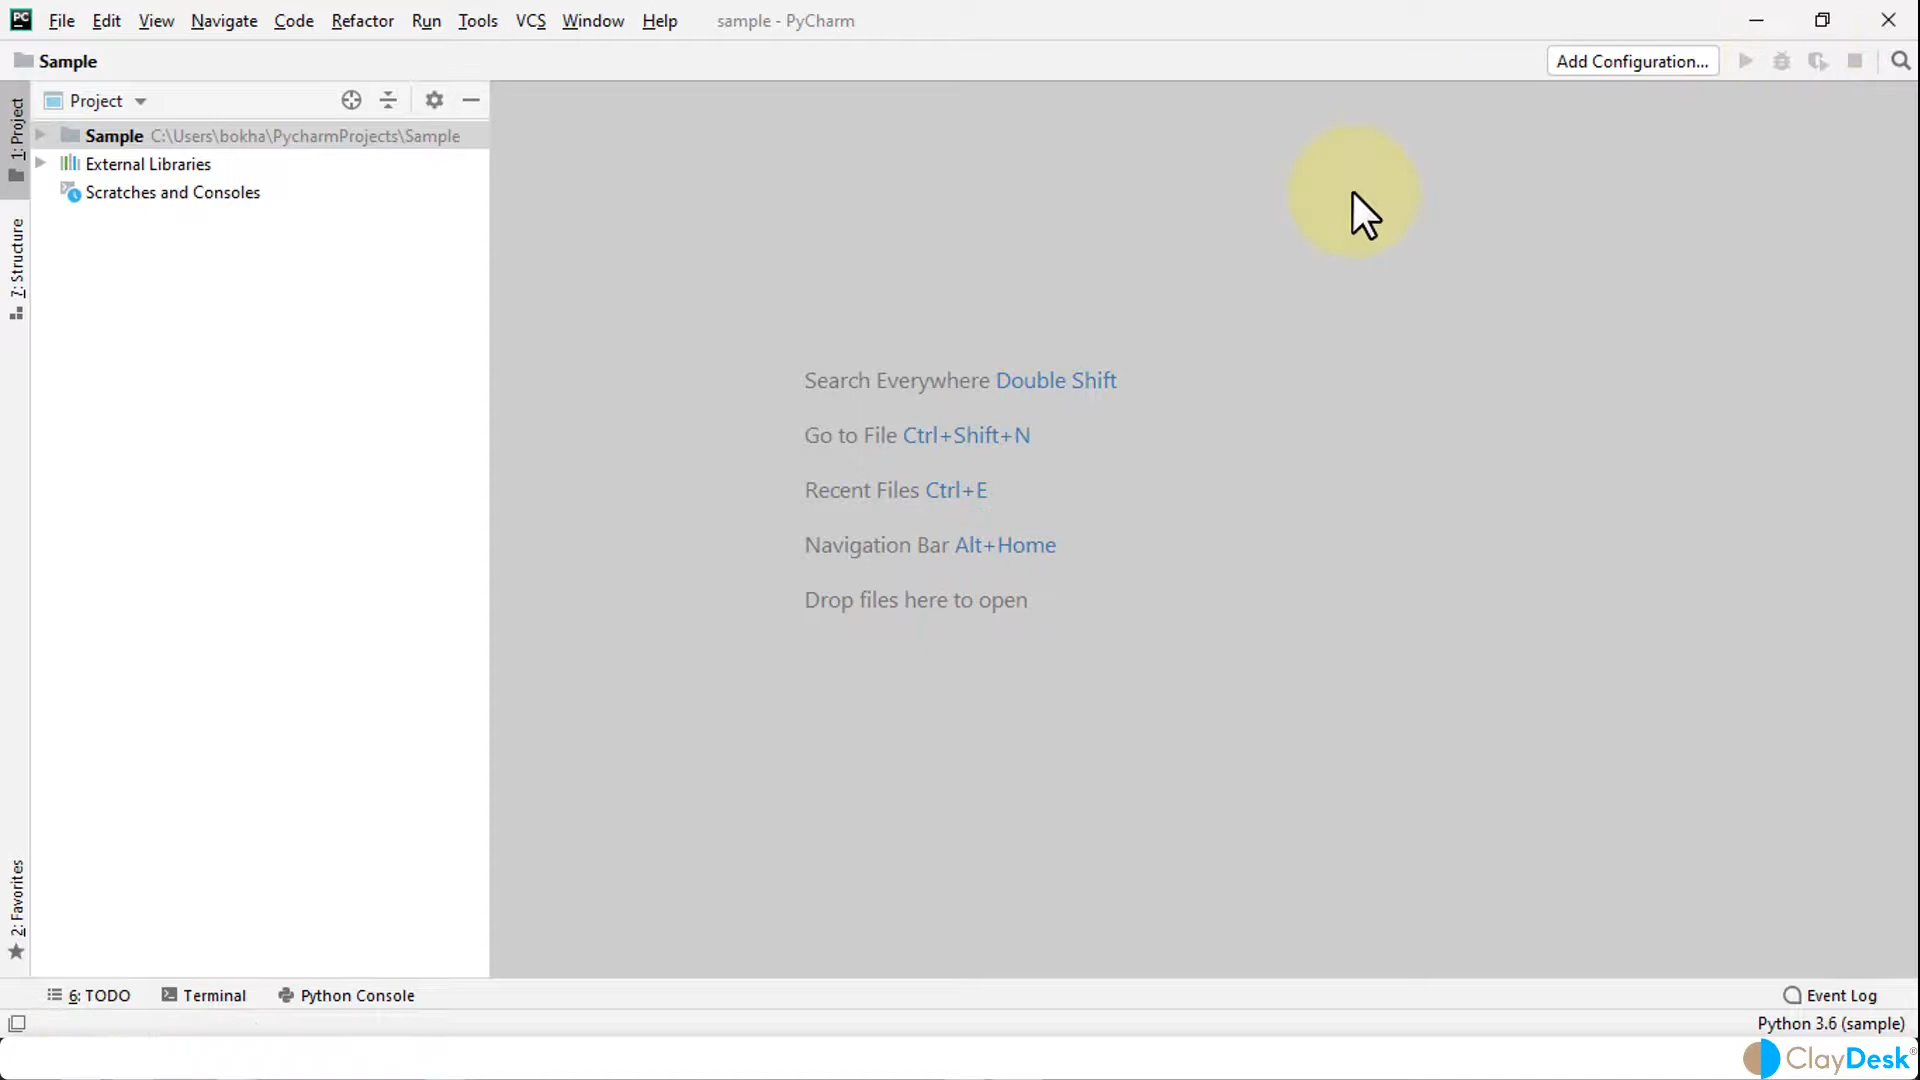 PC File Edit View Navigate Code Refactor Run Tools VCS Window Help sample - PyCharm
Sample Add Configuration...
1: Project
Project
Sample C:\Users\bokha\PycharmProjects\Sample
External Libraries
Scratches and Consoles
7: Structure
Search Everywhere Double Shift
Go to File Ctrl+Shift+N
Recent Files Ctrl+E
Navigation Bar Alt+Home
Drop files here to open
2: Favorites
6: TODO Terminal Python Console Event Log
Python 3.6 (sample)
ClayDesk®